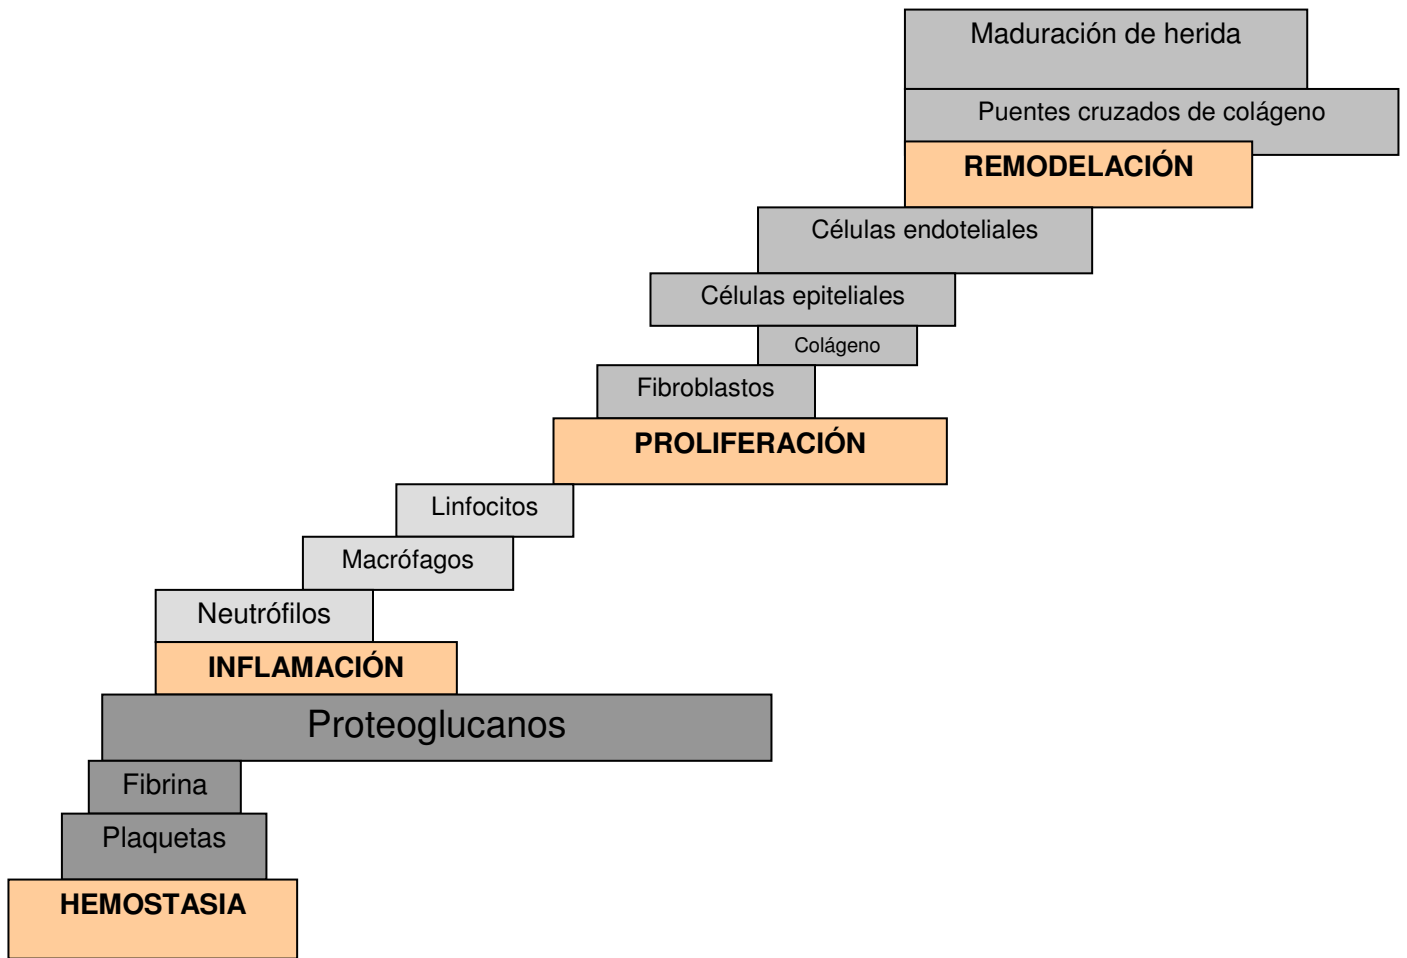 Maduración de herida
Puentes cruzados de colágeno
REMODELACIÓN
Células endoteliales
Células epiteliales
Colágeno
Fibroblastos
PROLIFERACIÓN
Linfocitos
Macrófagos
Neutrófilos
INFLAMACIÓN
Proteoglucanos
Fibrina
Plaquetas
HEMOSTASIA